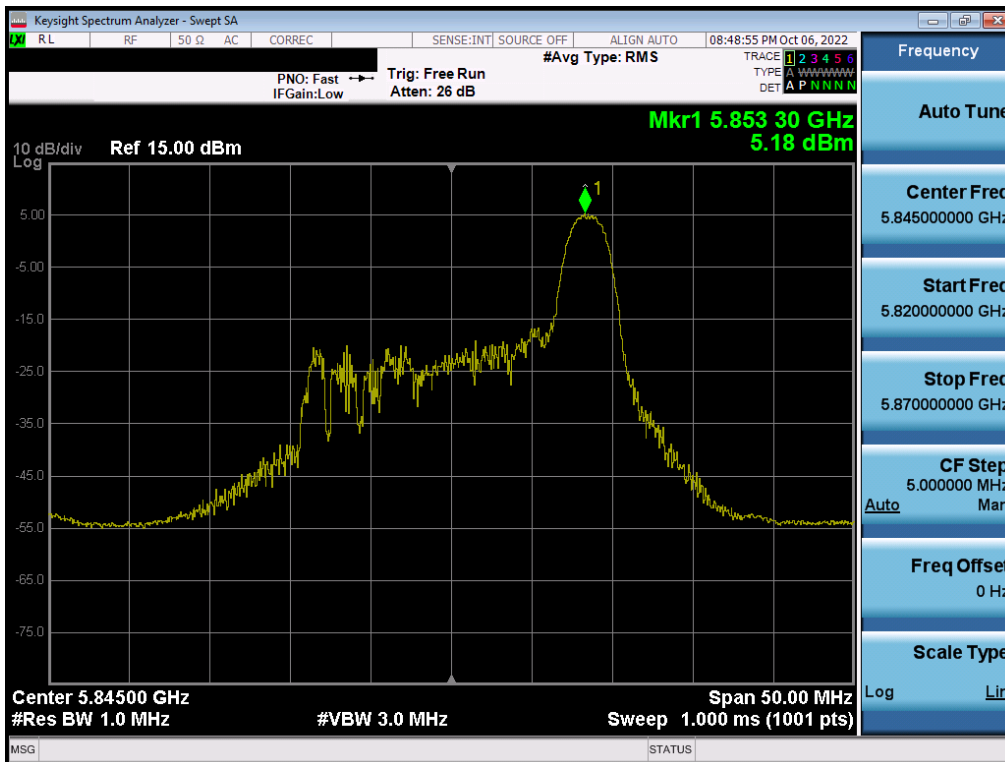 Keysight Spectrum Analyzer - Swept SA
LXI RL RF 50 Ω AC CORREC SENSE:INT SOURCE OFF ALIGN AUTO 08:48:55 PM Oct 06, 2022
#Avg Type: RMS
TRACE 1 2 3 4 5 6
PNO: Fast Trig: Free Run
TYPE A WWWWW
IFGain:Low Atten: 26 dB
DET A P N N N N
Mkr1 5.853 30 GHz
5.18 dBm
10 dB/div Ref 15.00 dBm
Log
1
5.00
-5.00
-15.0
-25.0
-35.0
-45.0
-55.0
-65.0
-75.0
Center 5.84500 GHz Span 50.00 MHz
#Res BW 1.0 MHz #VBW 3.0 MHz Sweep 1.000 ms (1001 pts)
MSG STATUS
Frequency
Auto Tune
Center Freq
5.845000000 GHz
Start Freq
5.820000000 GHz
Stop Freq
5.870000000 GHz
CF Step
5.000000 MHz
Auto Man
Freq Offset
0 Hz
Scale Type
Log Lin